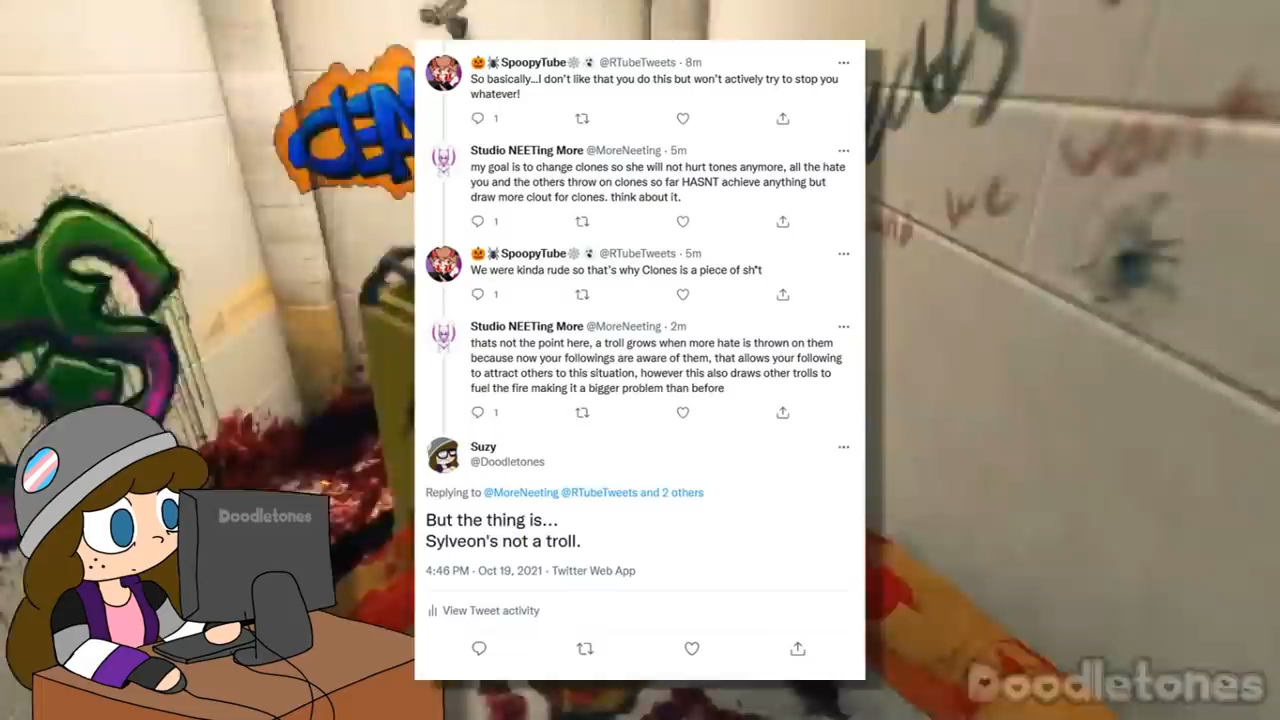 SpoopyTube @RTubeTweets · 8m
So basically...I don't like that you do this but won't actively try to stop you
whatever!
1
Studio NEETing More @MoreNeeting · 5m
my goal is to change clones so she will not hurt tones anymore, all the hate
you and the others throw on clones so far HASNT achieve anything but
draw more clout for clones. think about it.
1
SpoopyTube @RTubeTweets · 5m
We were kinda rude so that's why Clones is a piece of sh*t
1
Studio NEETing More @MoreNeeting · 2m
thats not the point here, a troll grows when more hate is thrown on them
because now your followings are aware of them, that allows your following
to attract others to this situation, however this also draws other trolls to
fuel the fire making it a bigger problem than before
1
Suzy
@Doodletones
Replying to @MoreNeeting @RTubeTweets and 2 others
But the thing is...
Sylveon's not a troll.
4:46 PM · Oct 19, 2021 · Twitter Web App
View Tweet activity
Doodletones
want
we
Doodletones